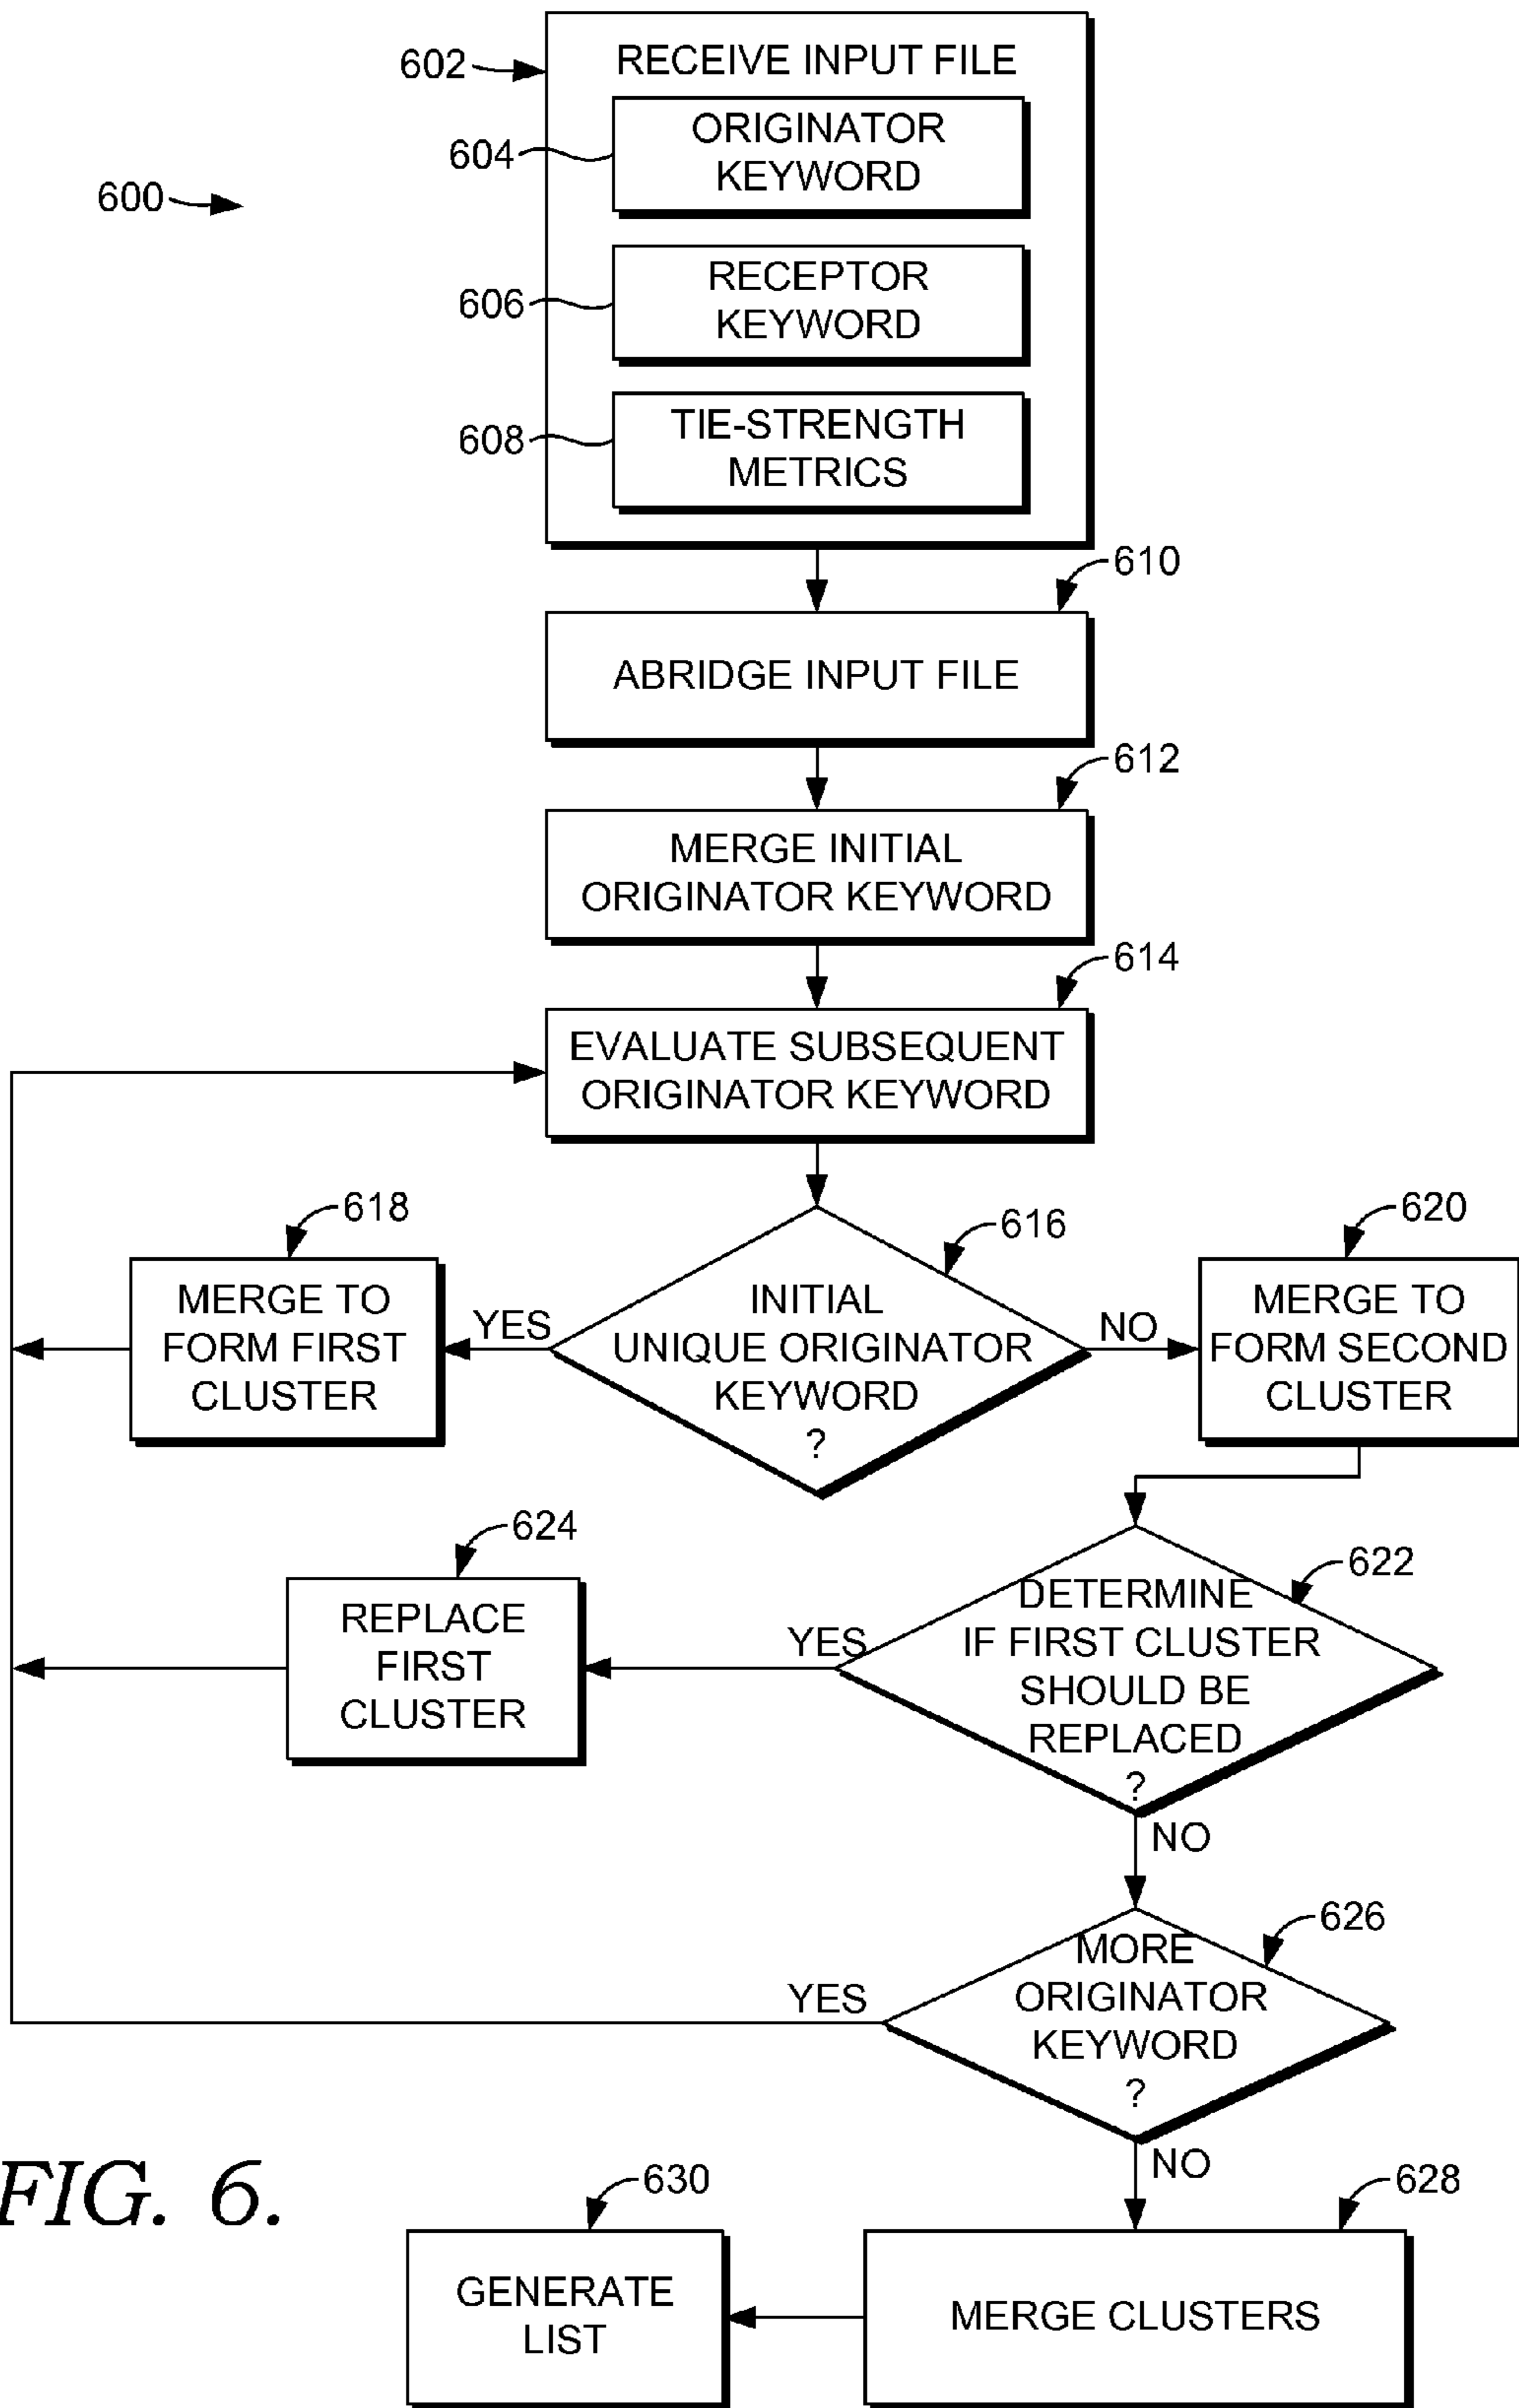 602
RECEIVE INPUT FILE
604
ORIGINATOR
KEYWORD
600
606
RECEPTOR
KEYWORD
608
TIE-STRENGTH
METRICS
610
ABRIDGE INPUT FILE
612
MERGE INITIAL
ORIGINATOR KEYWORD
614
EVALUATE SUBSEQUENT
ORIGINATOR KEYWORD
618
MERGE TO
FORM FIRST
CLUSTER
YES
616
INITIAL
UNIQUE ORIGINATOR
KEYWORD
?
NO
620
MERGE TO
FORM SECOND
CLUSTER
624
REPLACE
FIRST
CLUSTER
YES
622
DETERMINE
IF FIRST CLUSTER
SHOULD BE
REPLACED
?
NO
626
MORE
ORIGINATOR
KEYWORD
?
YES
NO
FIG. 6.
630
GENERATE
LIST
628
MERGE CLUSTERS